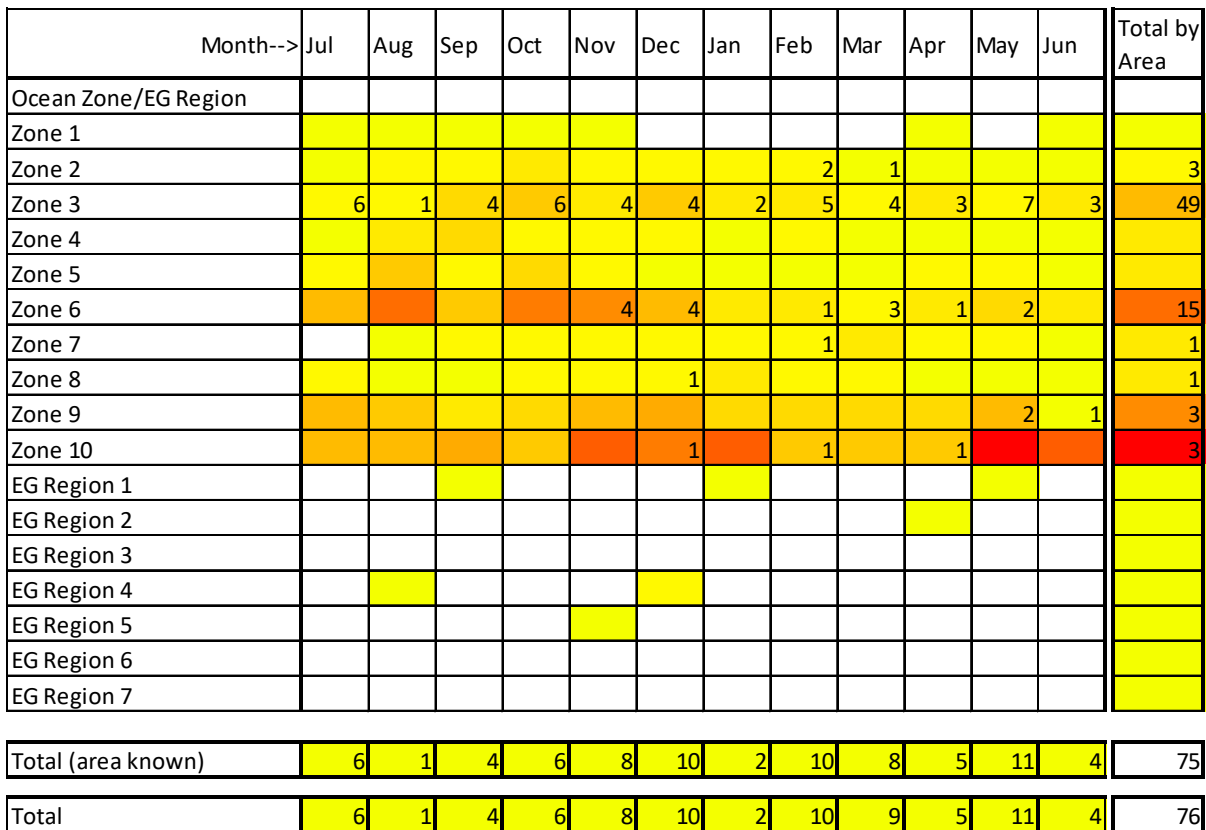 Month--> Jul Aug Sep Oct Nov Dec Jan Feb Mar Apr May Jun Total by Area
Ocean Zone/EG Region
Zone 1
Zone 2 2 1 3
Zone 3 6 1 4 6 4 4 2 5 4 3 7 3 49
Zone 4
Zone 5
Zone 6 4 4 1 3 1 2 15
Zone 7 1 1
Zone 8 1 1
Zone 9 2 1 3
Zone 10 1 1 1 3
EG Region 1
EG Region 2
EG Region 3
EG Region 4
EG Region 5
EG Region 6
EG Region 7
Total (area known) 6 1 4 6 8 10 2 10 8 5 11 4 75
Total 6 1 4 6 8 10 2 10 9 5 11 4 76